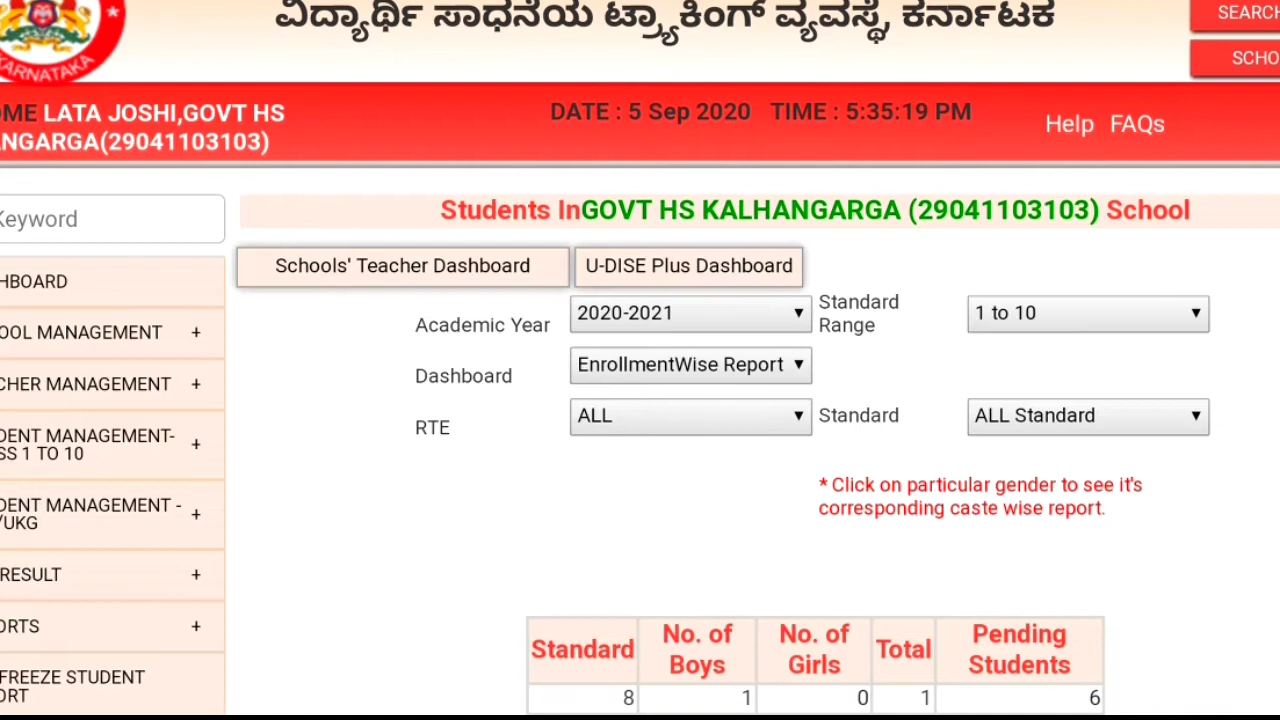 ವಿದ್ಯಾರ್ಥಿ ಸಾಧನೆಯ ಟ್ರ್ಯಾಕಿಂಗ್ ವ್ಯವಸ್ಥೆ, ಕರ್ನಾಟಕ
KARNATAKA
SEARCH
SCHO
OME LATA JOSHI,GOVT HS
NGARGA(29041103103)
DATE : 5 Sep 2020 TIME : 5:35:19 PM
Help FAQs
Keyword
Students InGOVT HS KALHANGARGA (29041103103) School
HBOARD
OOL MANAGEMENT +
CHER MANAGEMENT +
DENT MANAGEMENT-
SS 1 TO 10 +
DENT MANAGEMENT -
/UKG +
RESULT +
ORTS +
FREEZE STUDENT
ORT
Schools' Teacher Dashboard U-DISE Plus Dashboard
Academic Year 2020-2021 ▼ Standard Range 1 to 10 ▼
Dashboard EnrollmentWise Report ▼
RTE ALL ▼ Standard ALL Standard ▼
* Click on particular gender to see it's
corresponding caste wise report.
Standard No. of Boys No. of Girls Total Pending Students
8 1 0 1 6